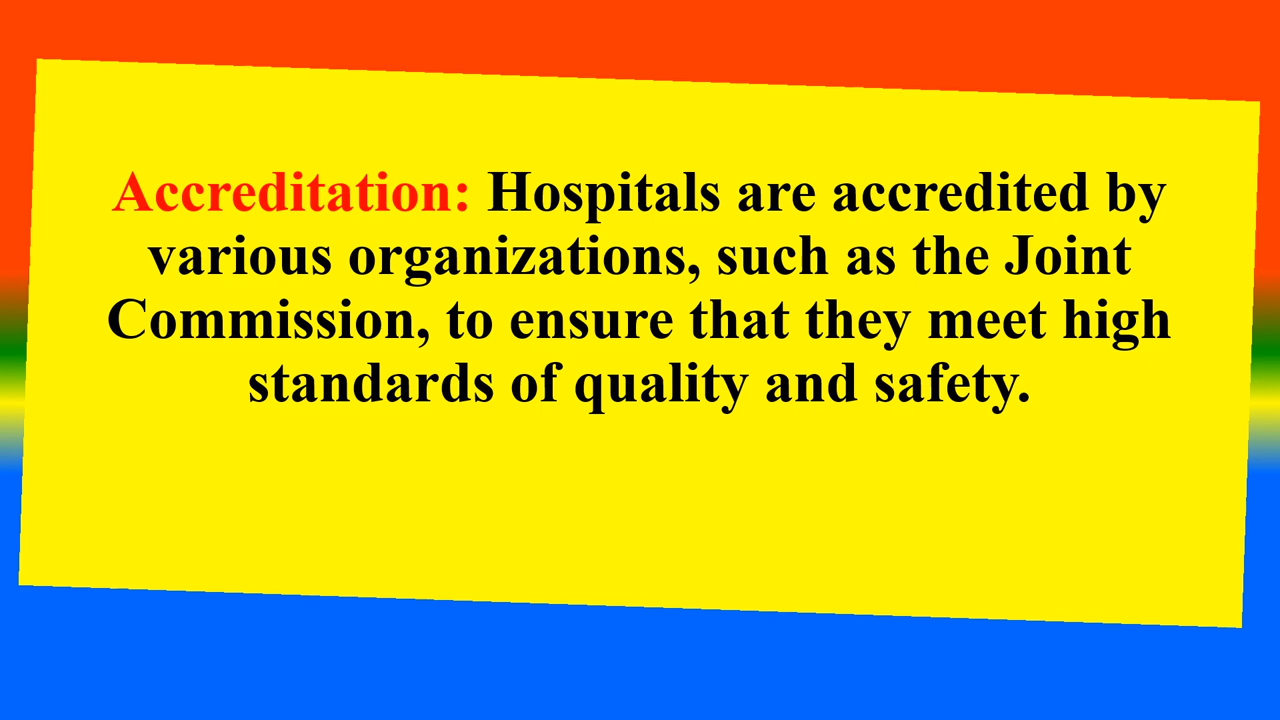 Accreditation: Hospitals are accredited by
various organizations, such as the Joint
Commission, to ensure that they meet high
standards of quality and safety.